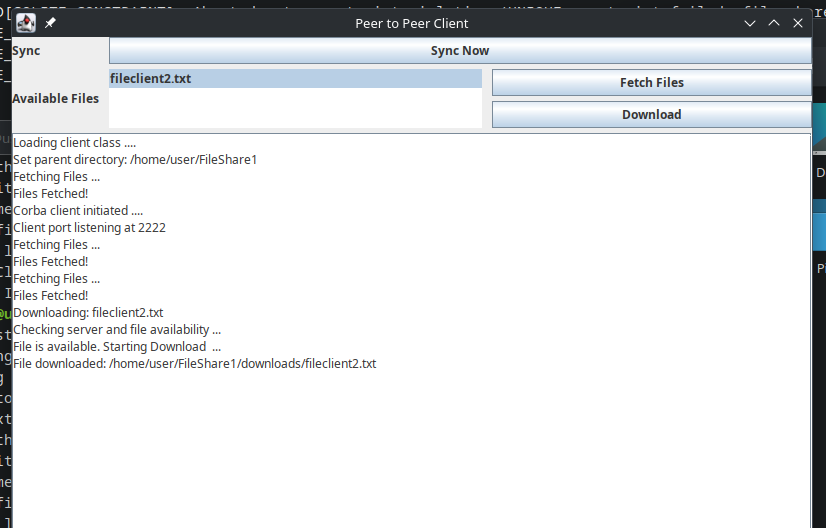 Peer to Peer Client
Sync
Sync Now
fileclient2.txt
Fetch Files
Available Files
Download
Loading client class ....
Set parent directory: /home/user/FileShare1
Fetching Files ...
Files Fetched!
Corba client initiated ....
Client port listening at 2222
Fetching Files ...
Files Fetched!
Fetching Files ...
Files Fetched!
Downloading: fileclient2.txt
Checking server and file availability ...
File is available. Starting Download ...
File downloaded: /home/user/FileShare1/downloads/fileclient2.txt